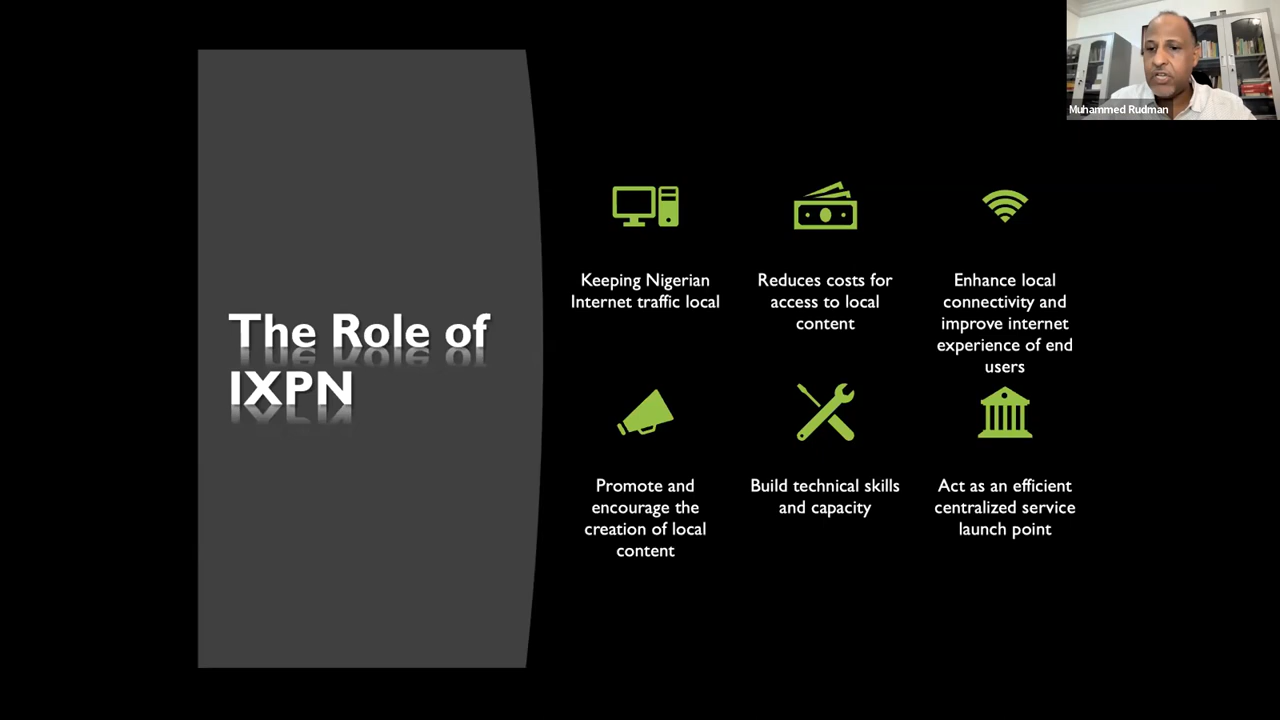 Muhammed Rudman
The Role of
IXPN
Keeping Nigerian
Internet traffic local
Reduces costs for
access to local
content
Enhance local
connectivity and
improve internet
experience of end
users
Promote and
encourage the
creation of local
content
Build technical skills
and capacity
Act as an efficient
centralized service
launch point